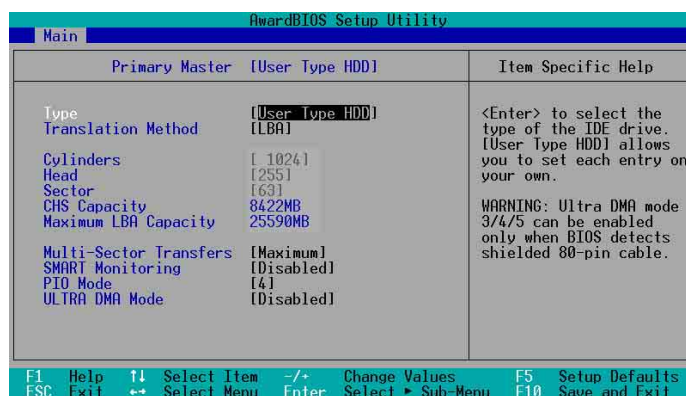 AwardBIOS Setup Utility
Main
Primary Master [User Type HDD]
Item Specific Help
Type [User Type HDD]
Translation Method [LBA]
Cylinders [ 1024]
Head [255]
Sector [63]
CHS Capacity 8422MB
Maximum LBA Capacity 25590MB
Multi-Sector Transfers [Maximum]
SMART Monitoring [Disabled]
PIO Mode [4]
ULTRA DMA Mode [Disabled]
<Enter> to select the
type of the IDE drive.
[User Type HDD] allows
you to set each entry on
your own.
WARNING: Ultra DMA mode
3/4/5 can be enabled
only when BIOS detects
shielded 80-pin cable.
F1 Help ↑↓ Select Item -/+ Change Values F5 Setup Defaults
ESC Exit ←→ Select Menu Enter Select ► Sub-Menu F10 Save and Exit